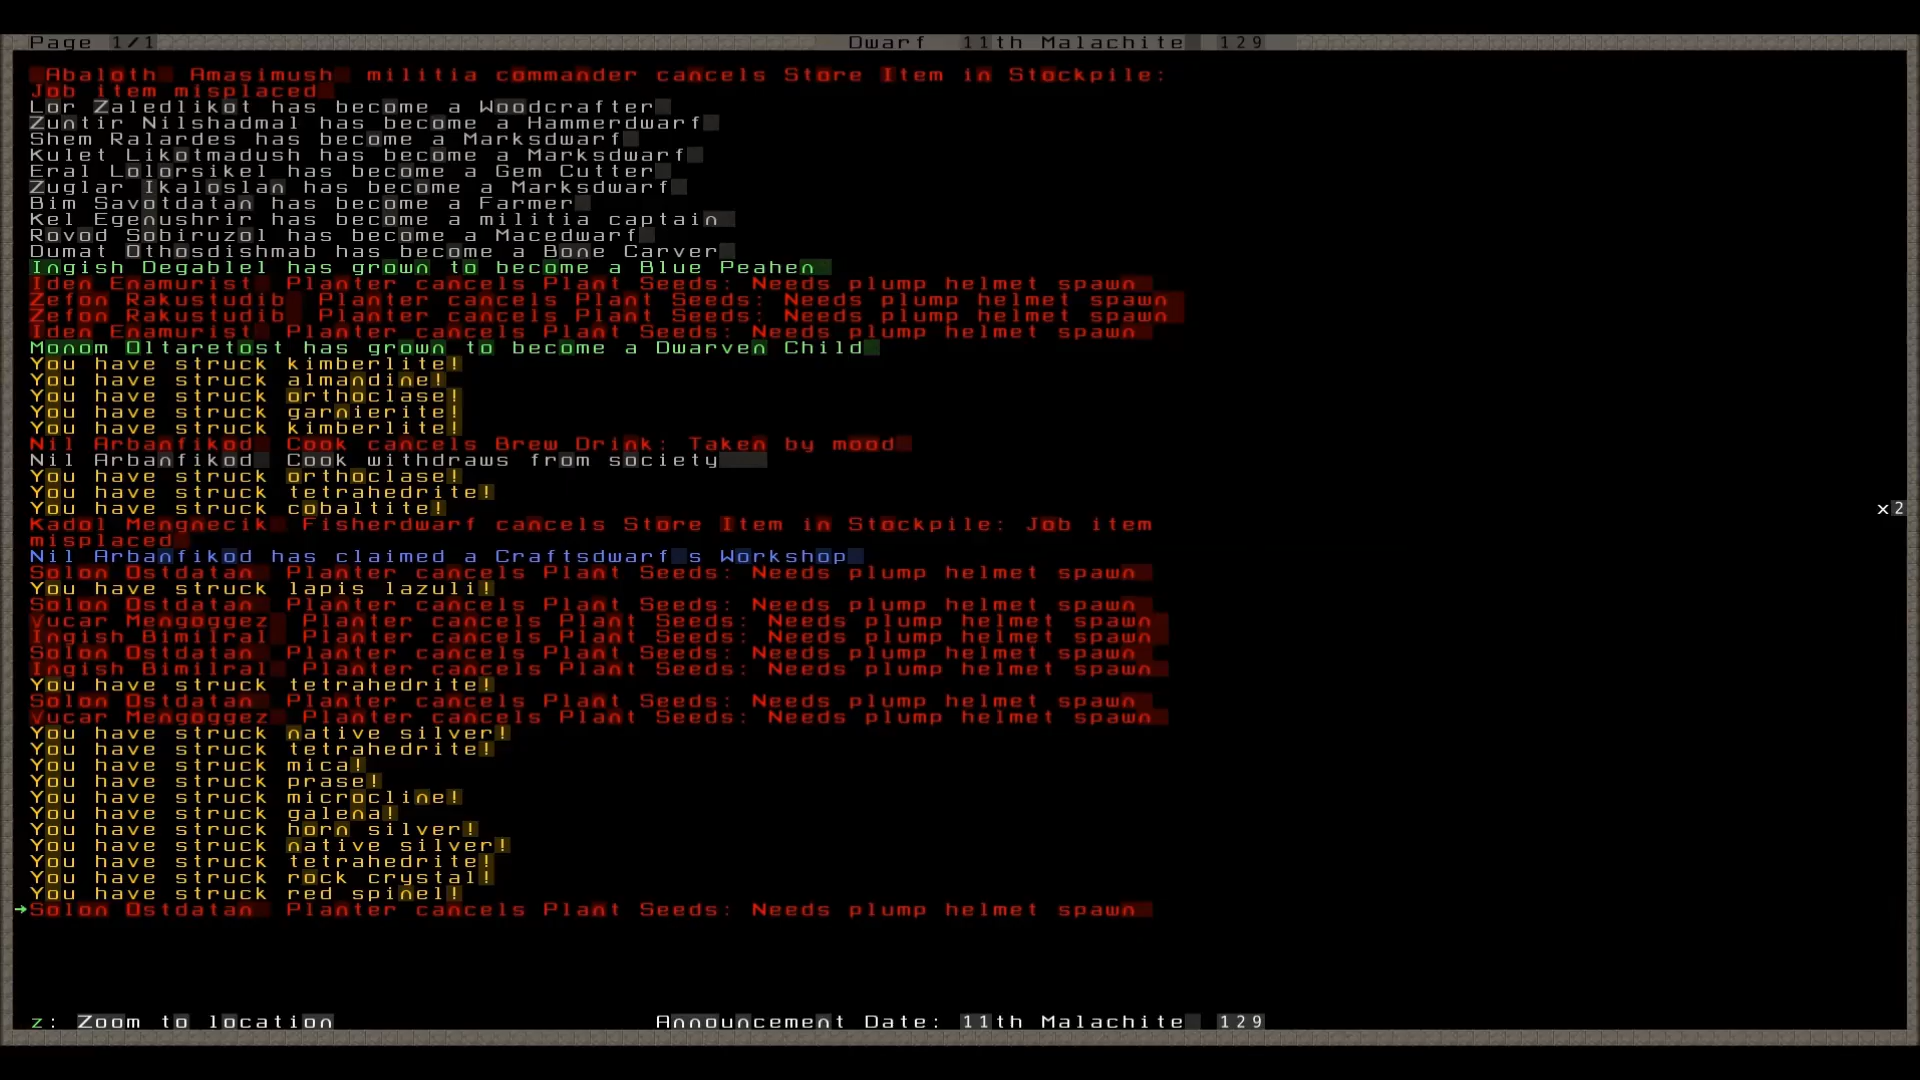 Page 1/1 Dwarf 11th Malachite 129
Abaloth Amasimush militia commander cancels Store Item in Stockpile:
Job item misplaced
Lor Zaledlikot has become a Woodcrafter
Zuntir Nilshadmal has become a Hammerdwarf
Shem Ralardes has become a Marksdwarf
Kulet Likotmadush has become a Marksdwarf
Eral Lolorsikel has become a Gem Cutter
Zuglar Ikaloslan has become a Marksdwarf
Bim Savotdatan has become a Farmer
Kel Egenushrir has become a militia captain
Rovod Sobiruzol has become a Macedwarf
Dumat Othosdishmab has become a Bone Carver
Ingish Degablel has grown to become a Blue Peahen
Iden Enamurist Planter cancels Plant Seeds: Needs plump helmet spawn
Zefon Rakustudib Planter cancels Plant Seeds: Needs plump helmet spawn
Zefon Rakustudib Planter cancels Plant Seeds: Needs plump helmet spawn
Iden Enamurist Planter cancels Plant Seeds: Needs plump helmet spawn
Monom Oltaretost has grown to become a Dwarven Child
You have struck kimberlite!
You have struck almandine!
You have struck orthoclase!
You have struck garnierite!
You have struck kimberlite!
Nil Arbanfikod Cook cancels Brew Drink: Taken by mood
Nil Arbanfikod Cook withdraws from society
You have struck orthoclase!
You have struck tetrahedrite!
You have struck cobaltite! x2
Kadol Mengnecik Fisherdwarf cancels Store Item in Stockpile: Job item
misplaced
Nil Arbanfikod has claimed a Craftsdwarf s Workshop
Solon Ostdatan Planter cancels Plant Seeds: Needs plump helmet spawn
You have struck lapis lazuli!
Solon Ostdatan Planter cancels Plant Seeds: Needs plump helmet spawn
Vucar Mengoggez Planter cancels Plant Seeds: Needs plump helmet spawn
Ingish Bimilral Planter cancels Plant Seeds: Needs plump helmet spawn
Solon Ostdatan Planter cancels Plant Seeds: Needs plump helmet spawn
Ingish Bimilral Planter cancels Plant Seeds: Needs plump helmet spawn
You have struck tetrahedrite!
Solon Ostdatan Planter cancels Plant Seeds: Needs plump helmet spawn
Vucar Mengoggez Planter cancels Plant Seeds: Needs plump helmet spawn
You have struck native silver!
You have struck tetrahedrite!
You have struck mica!
You have struck prase!
You have struck microcline!
You have struck galena!
You have struck horn silver!
You have struck native silver!
You have struck tetrahedrite!
You have struck rock crystal!
You have struck red spinel!
→Solon Ostdatan Planter cancels Plant Seeds: Needs plump helmet spawn
z: Zoom to location Announcement Date: 11th Malachite 129